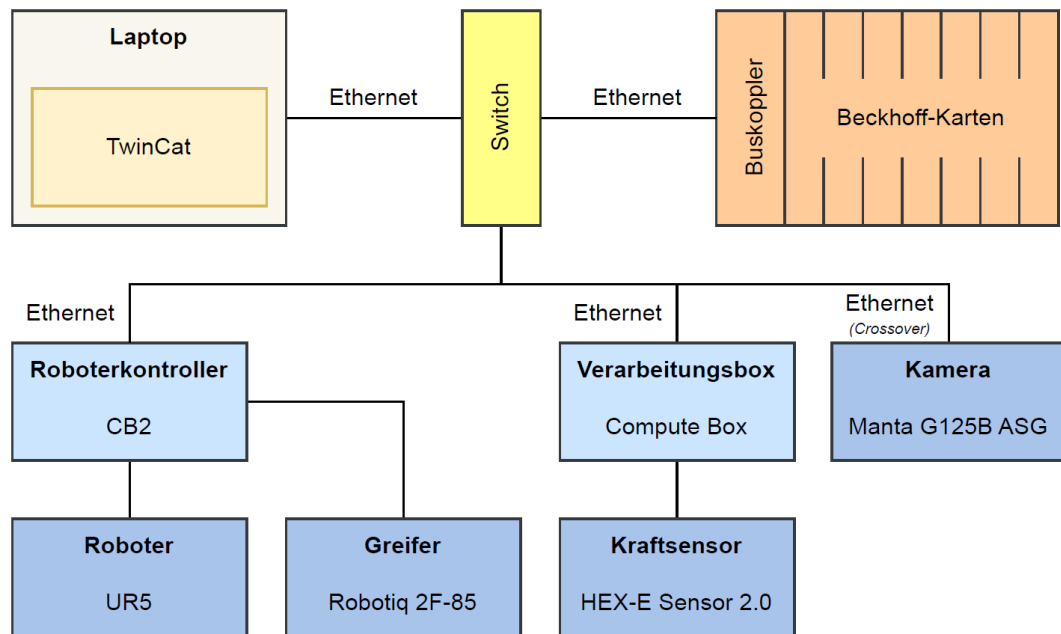 Laptop
TwinCat
Ethernet
Switch
Ethernet
Buskoppler
Beckhoff-Karten
Ethernet
Ethernet
Ethernet
(Crossover)
Roboterkontroller
CB2
Verarbeitungsbox
Compute Box
Kamera
Manta G125B ASG
Roboter
UR5
Greifer
Robotiq 2F-85
Kraftsensor
HEX-E Sensor 2.0